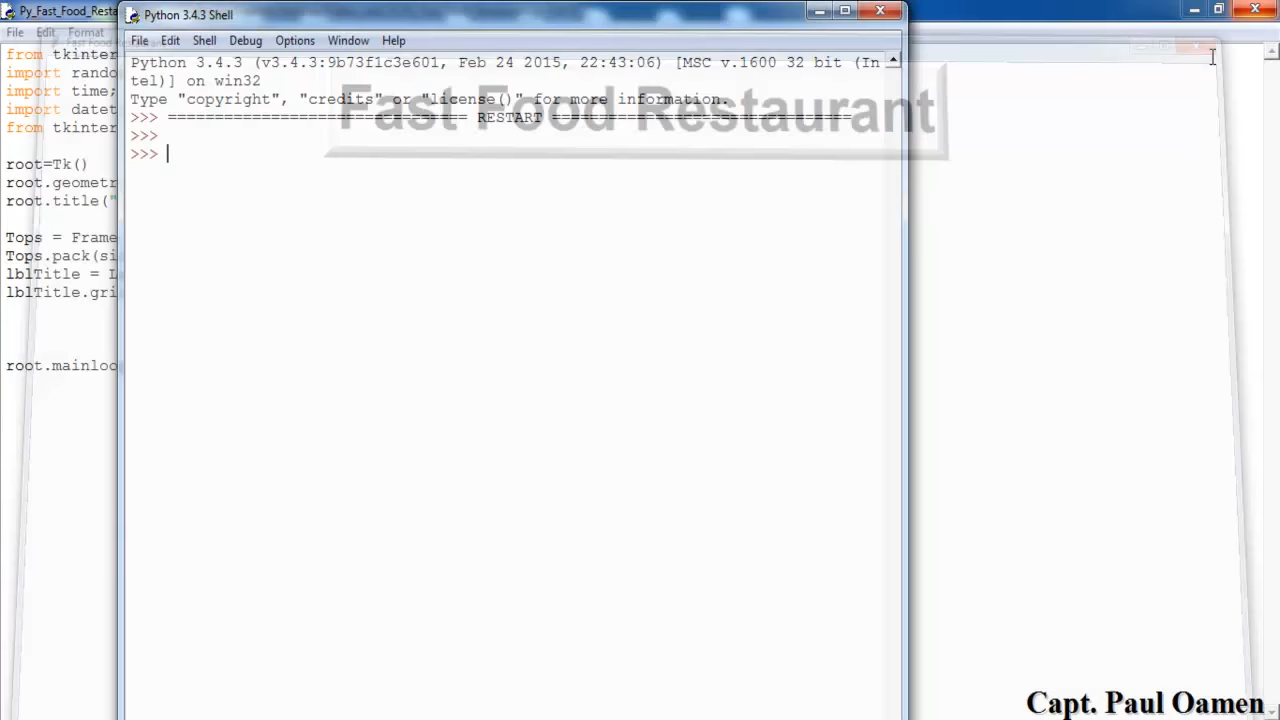 Py_Fast_Food_Resta
File Edit Format
from tkinter
import rando
import time;
import datet
from tkinter
root=Tk()
root.geometr
root.title("
Tops = Frame
Tops.pack(si
lblTitle = L
lblTitle.gri
root.mainloo
Python 3.4.3 Shell
File Edit Shell Debug Options Window Help
Python 3.4.3 (v3.4.3:9b73f1c3e601, Feb 24 2015, 22:43:06) [MSC v.1600 32 bit (In
tel)] on win32
Type "copyright", "credits" or "license()" for more information.
>>> ================================ RESTART ================================
>>>
>>>
Fast Food Restaurant
Capt. Paul Oamen